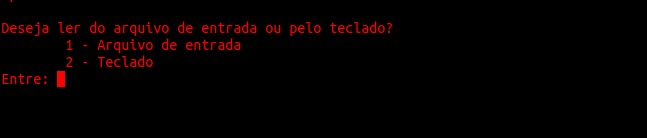 Deseja ler do arquivo de entrada ou pelo teclado?
1 - Arquivo de entrada
2 - Teclado
Entre: